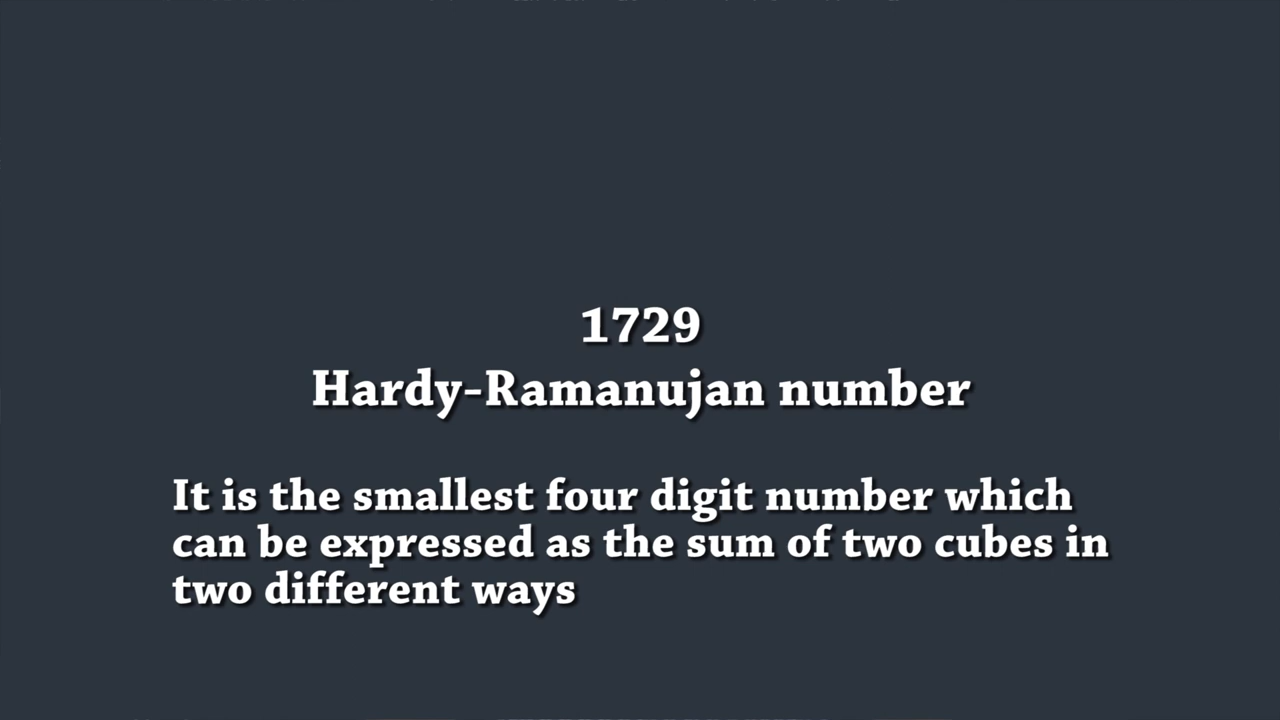 1729
Hardy-Ramanujan number
It is the smallest four digit number which
can be expressed as the sum of two cubes in
two different ways